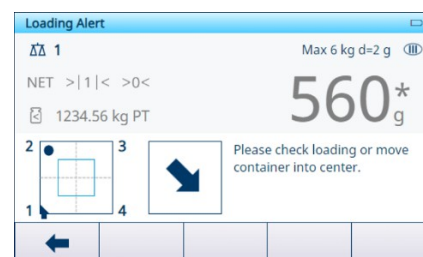 Loading Alert
1 Max 6 kg d=2 g III
NET >|1|< >0<
560*
g
1234.56 kg PT
2 3
Please check loading or move
container into center.
1 4